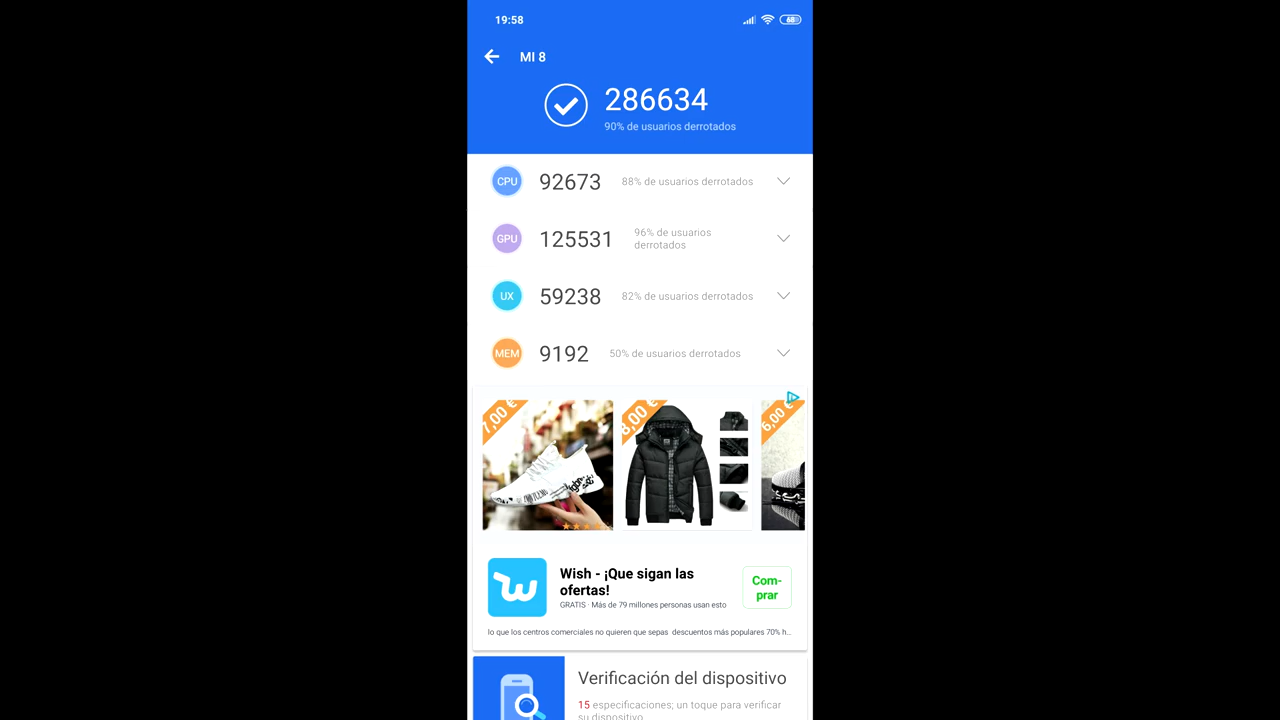 19:58
68
MI 8
286634
90% de usuarios derrotados
CPU
92673
88% de usuarios derrotados
GPU
125531
96% de usuarios
derrotados
UX
59238
82% de usuarios derrotados
MEM
9192
50% de usuarios derrotados
7,00 €
8,00 €
6,00 €
Wish - ¡Que sigan las
ofertas!
GRATIS · Más de 79 millones personas usan esto
Com-
prar
lo que los centros comerciales no quieren que sepas descuentos más populares 70% h...
Verificación del dispositivo
15 especificaciones; un toque para verificar
su dispositivo